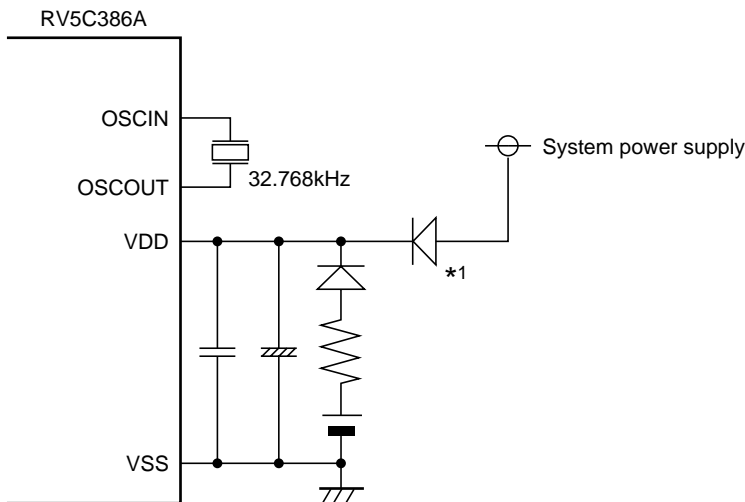 RV5C386A
OSCIN
System power supply
OSCOUT
32.768kHz
VDD
*1
VSS